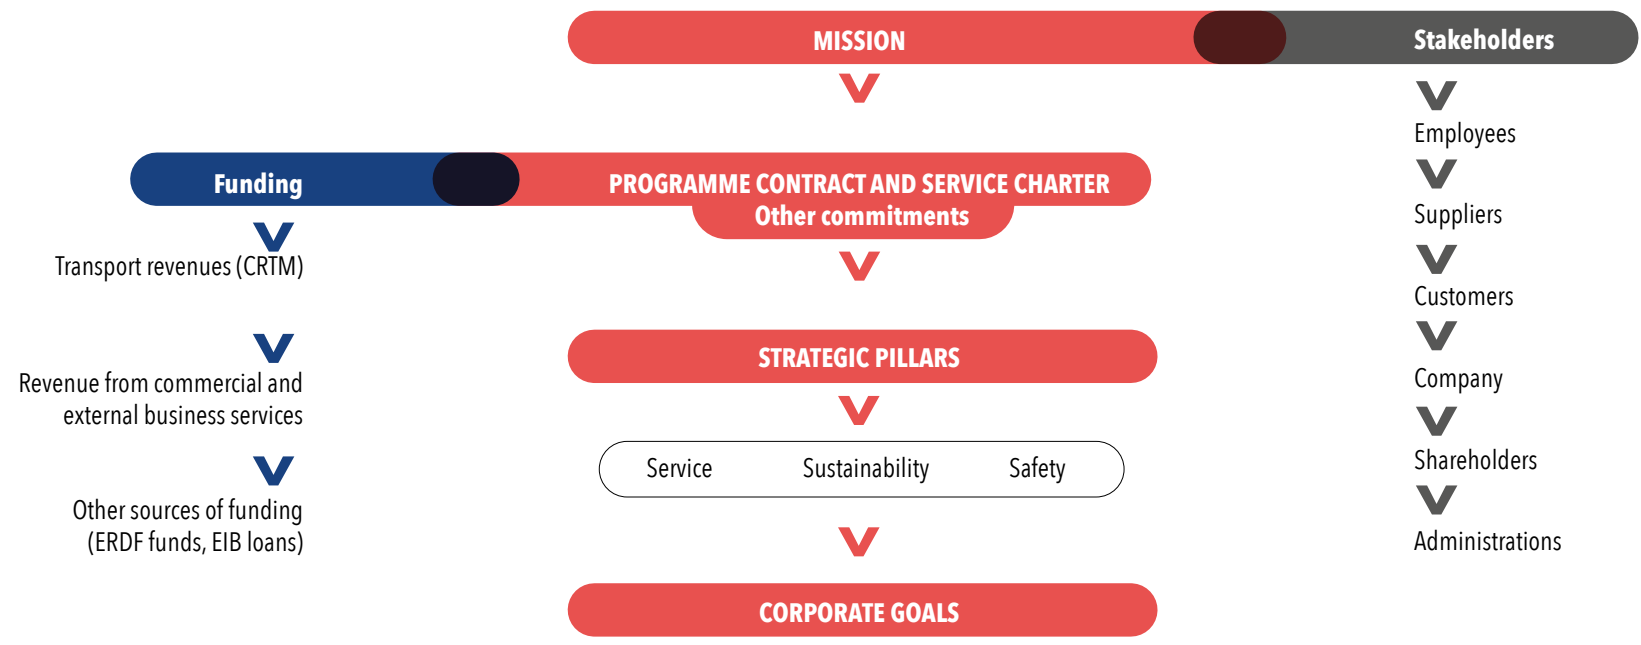 MISSION
Stakeholders
Employees
Suppliers
Customers
Company
Shareholders
Administrations
Funding
Transport revenues (CRTM)
Revenue from commercial and
external business services
Other sources of funding
(ERDF funds, EIB loans)
PROGRAMME CONTRACT AND SERVICE CHARTER
Other commitments
STRATEGIC PILLARS
Service Sustainability Safety
CORPORATE GOALS